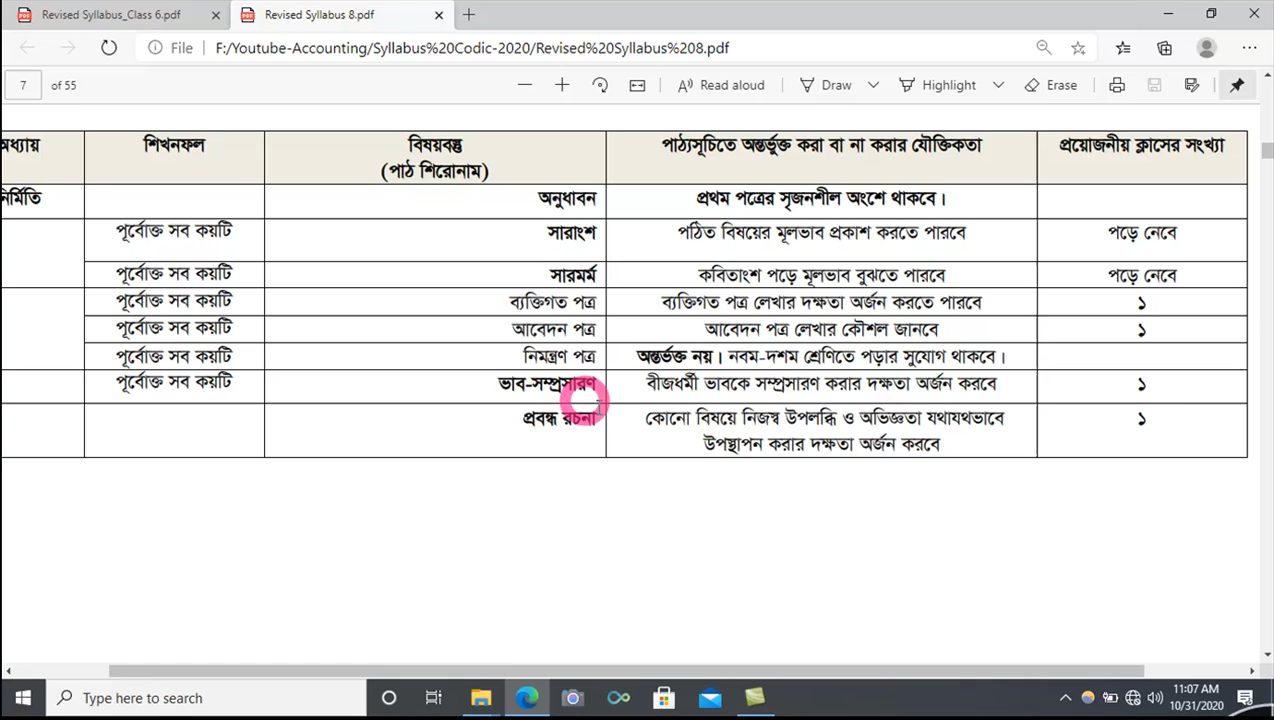 Revised Syllabus_Class 6.pdf
Revised Syllabus 8.pdf
File F:/Youtube-Accounting/Syllabus%20Codic-2020/Revised%20Syllabus%208.pdf
7 of 55 Read aloud Draw Highlight Erase
অধ্যায় শিখনফল বিষয়বস্তু পাঠ্যসূচিতে অন্তর্ভুক্ত করা বা না করার যৌক্তিকতা প্রয়োজনীয় ক্লাসের সংখ্যা
(পাঠ শিরোনাম)
নির্মিতি অনুধাবন প্রথম পত্রের সৃজনশীল অংশে থাকবে।
পূর্বোক্ত সব কয়টি সারাংশ পঠিত বিষয়ের মূলভাব প্রকাশ করতে পারবে পড়ে নেবে
পূর্বোক্ত সব কয়টি সারমর্ম কবিতাংশ পড়ে মূলভাব বুঝতে পারবে পড়ে নেবে
পূর্বোক্ত সব কয়টি ব্যক্তিগত পত্র ব্যক্তিগত পত্র লেখার দক্ষতা অর্জন করতে পারবে ১
পূর্বোক্ত সব কয়টি আবেদন পত্র আবেদন পত্র লেখার কৌশল জানবে ১
পূর্বোক্ত সব কয়টি নিমন্ত্রণ পত্র অন্তর্ভক্ত নয়। নবম-দশম শ্রেণিতে পড়ার সুযোগ থাকবে।
পূর্বোক্ত সব কয়টি ভাব-সম্প্রসারণ বীজধর্মী ভাবকে সম্প্রসারণ করার দক্ষতা অর্জন করবে ১
প্রবন্ধ রচনা কোনো বিষয়ে নিজস্ব উপলব্ধি ও অভিজ্ঞতা যথাযথভাবে ১
উপস্থাপন করার দক্ষতা অর্জন করবে
Type here to search
11:07 AM
10/31/2020